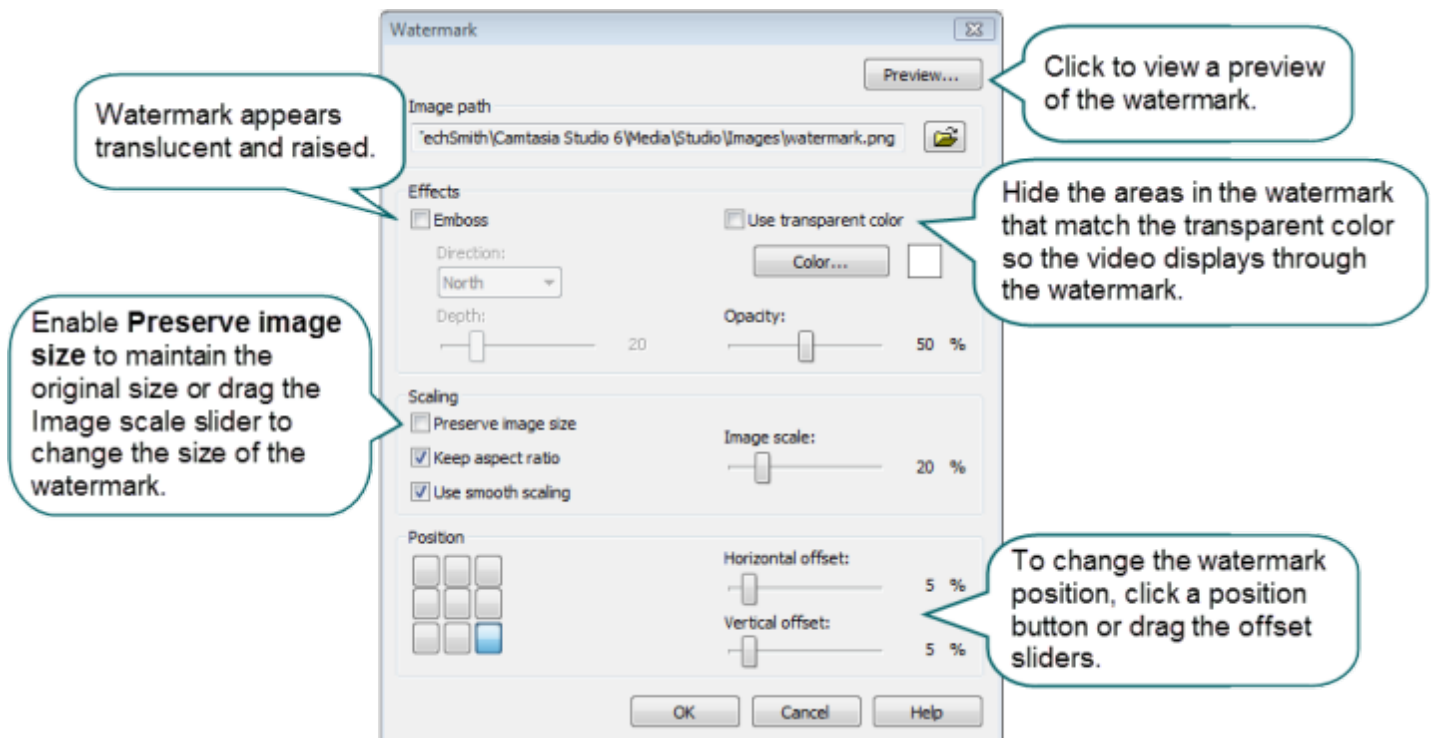 Watermark
Preview...
Click to view a preview
of the watermark.
Watermark appears
translucent and raised.
Image path
echSmith\Camtasia Studio 6\Media\Studio\Images\watermark.png
Effects
Emboss
Use transparent color
Hide the areas in the watermark
that match the transparent color
so the video displays through
the watermark.
Direction:
North
Color...
Depth:
20
Opacity:
50 %
Enable Preserve image
size to maintain the
original size or drag the
Image scale slider to
change the size of the
watermark.
Scaling
Preserve image size
Keep aspect ratio
Use smooth scaling
Image scale:
20 %
Position
Horizontal offset:
5 %
Vertical offset:
5 %
To change the watermark
position, click a position
button or drag the offset
sliders.
OK
Cancel
Help